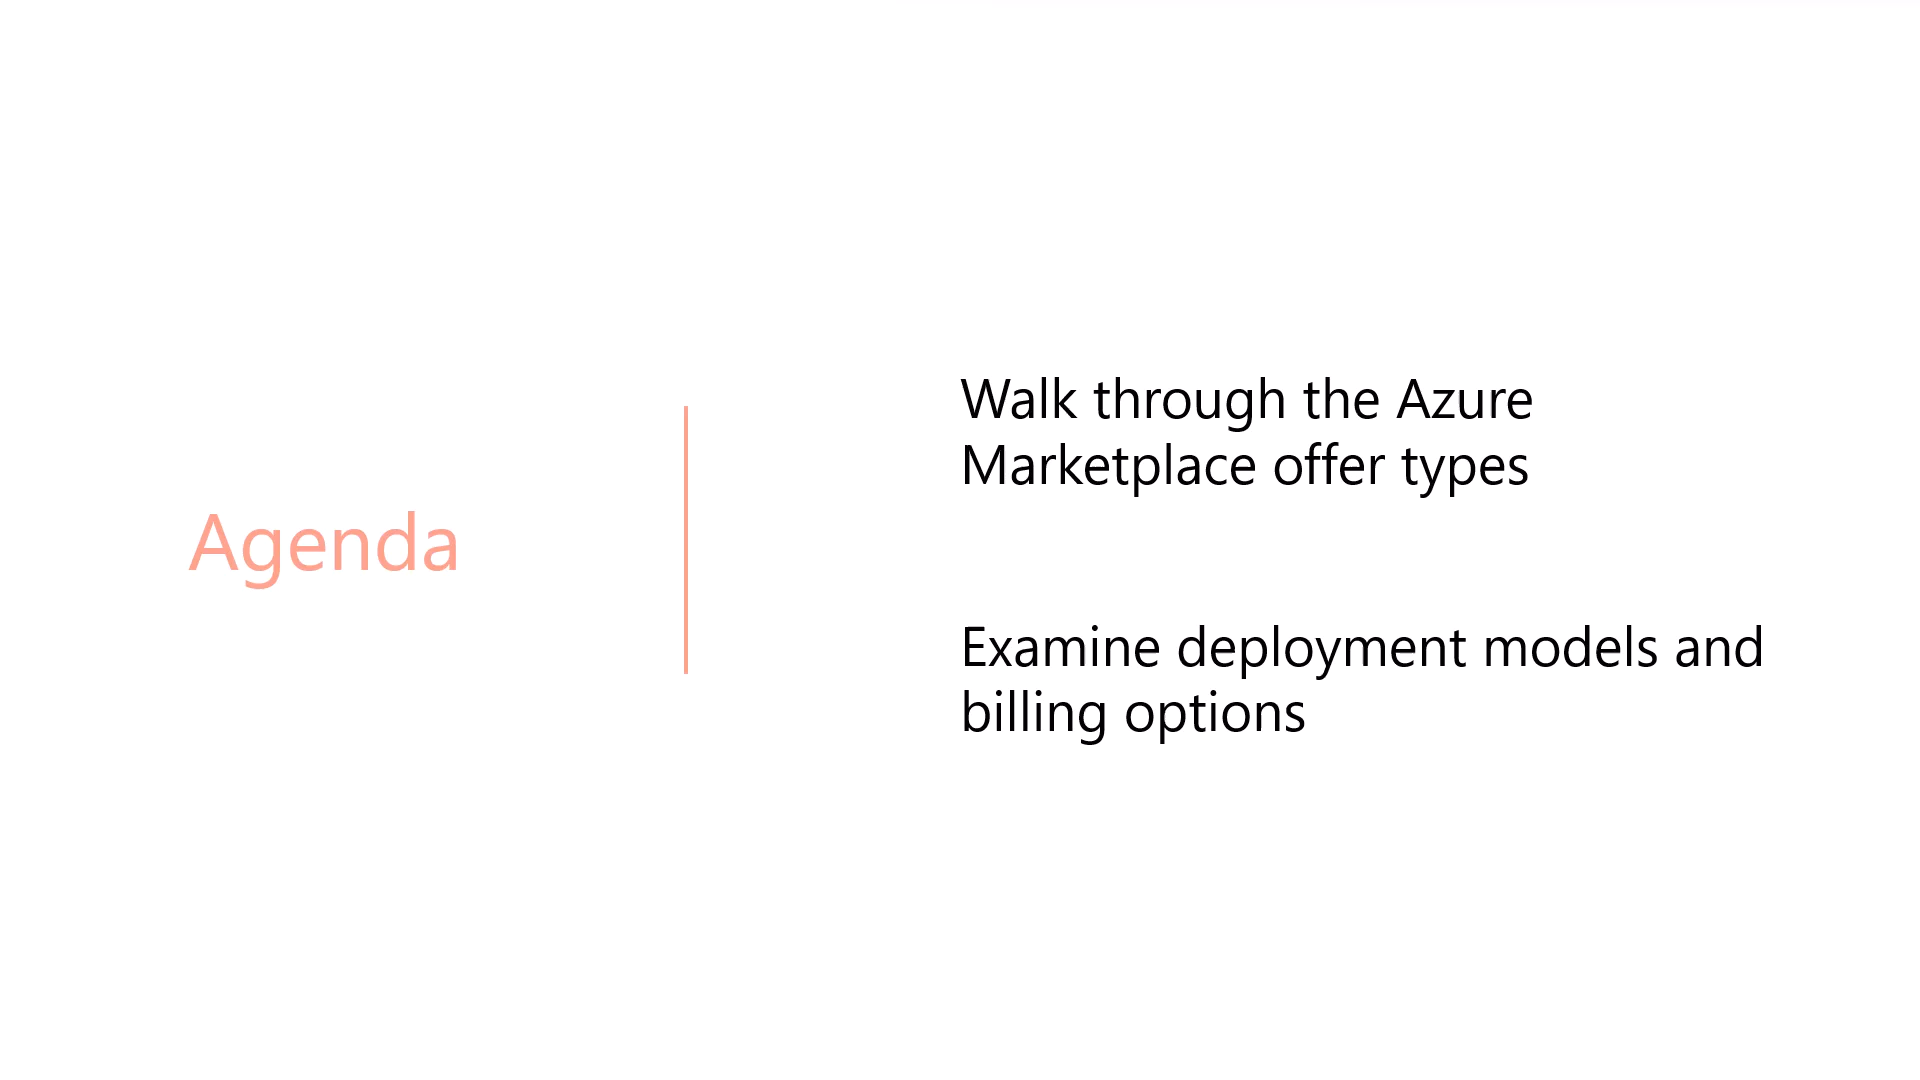 Agenda
Walk through the Azure
Marketplace offer types
Examine deployment models and
billing options